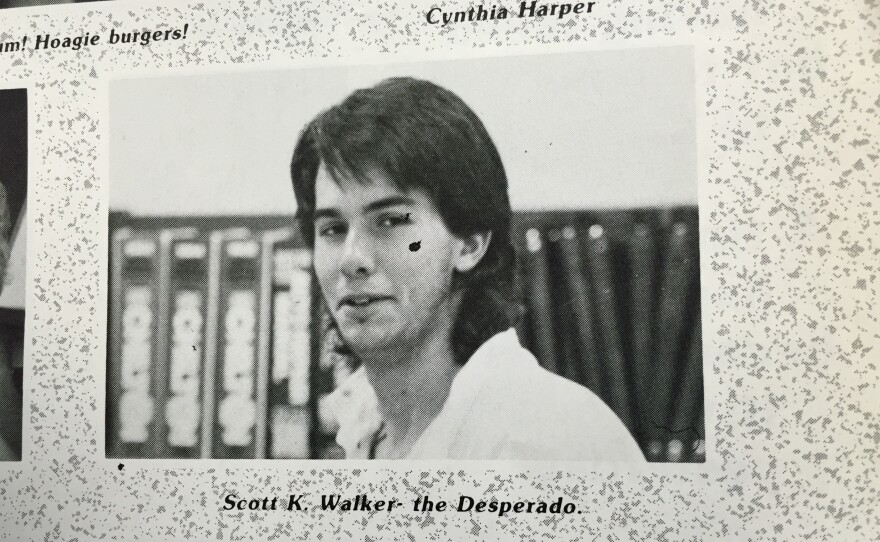 Cynthia Harper
Hoagie burgers!
Scott K. Walker- the Desperado.